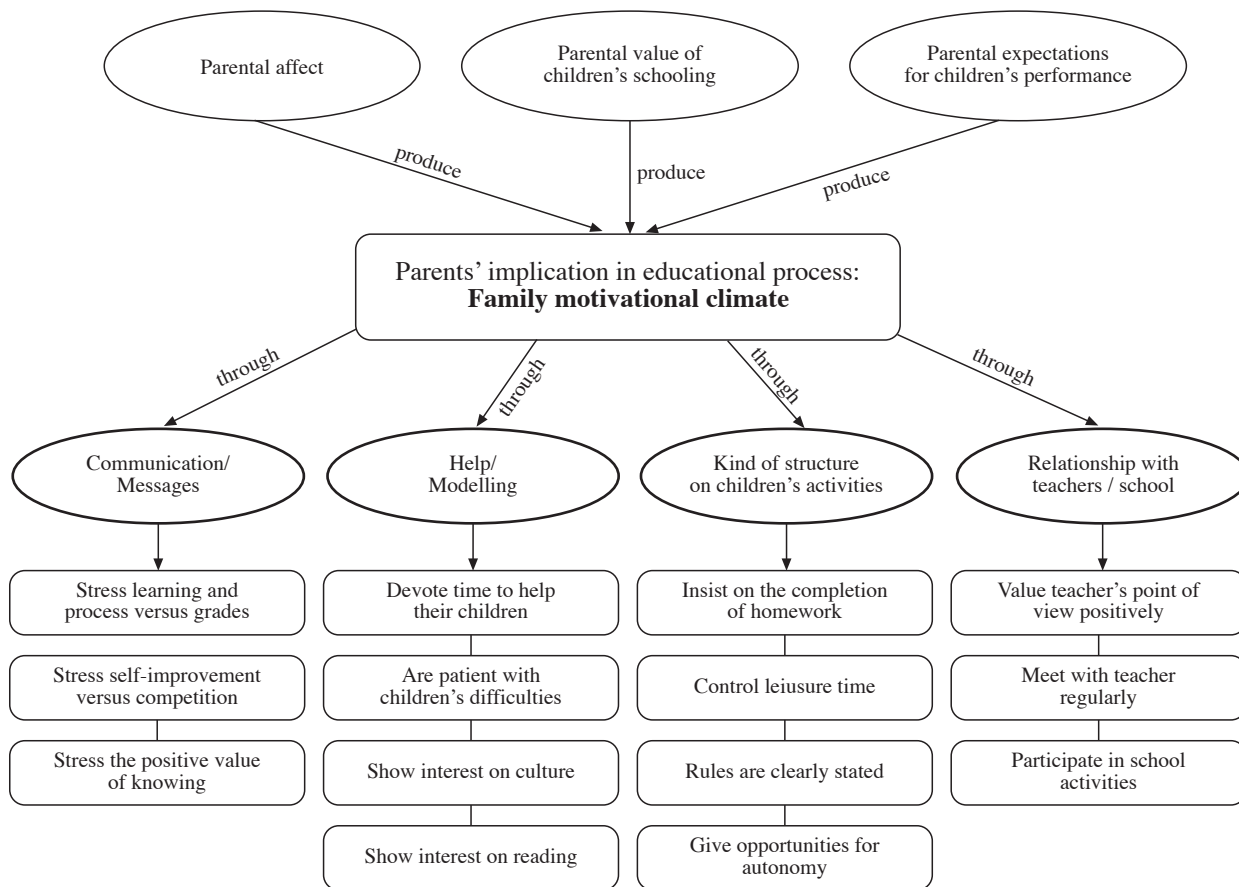 Parental affect
Parental value of
children's schooling
Parental expectations
for children's performance
produce
produce
produce
Parents' implication in educational process:
Family motivational climate
through
through
through
through
Communication/
Messages
Help/
Modelling
Kind of structure
on children's activities
Relationship with
teachers / school
Stress learning and
process versus grades
Devote time to help
their children
Insist on the completion
of homework
Value teacher's point of
view positively
Stress self-improvement
versus competition
Are patient with
children's difficulties
Control leiusure time
Meet with teacher
regularly
Stress the positive value
of knowing
Show interest on culture
Rules are clearly stated
Participate in school
activities
Show interest on reading
Give opportunities for
autonomy